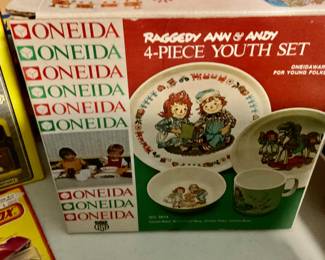 ONEIDA
ONEIDA
ONEIDA
ONEIDA
ONEIDA
ONEIDA
RAGGEDY ANN & ANDY
4-PIECE YOUTH SET
ONEIDAWARE
FOR YOUNG FOLKS
ONEIDA
ONEIDA
ONEIDA